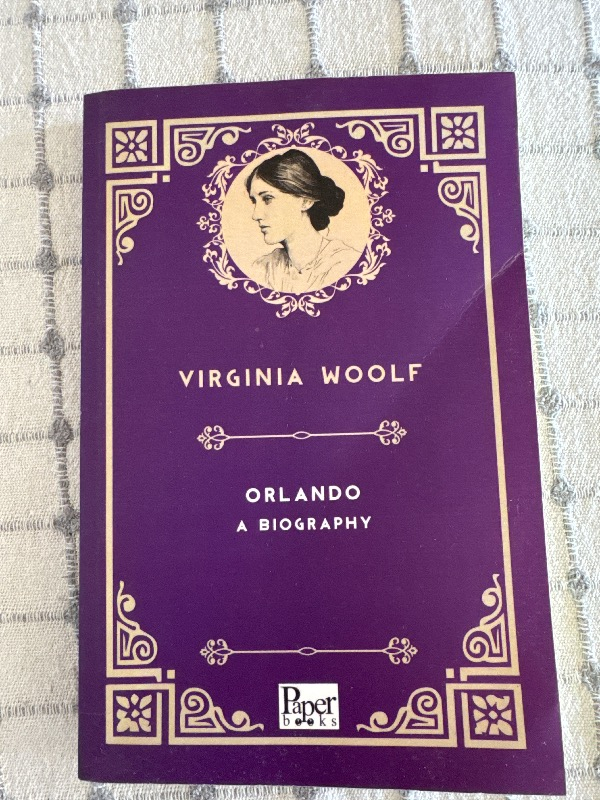 VIRGINIA WOOLF
ORLANDO
A BIOGRAPHY
Paper
books